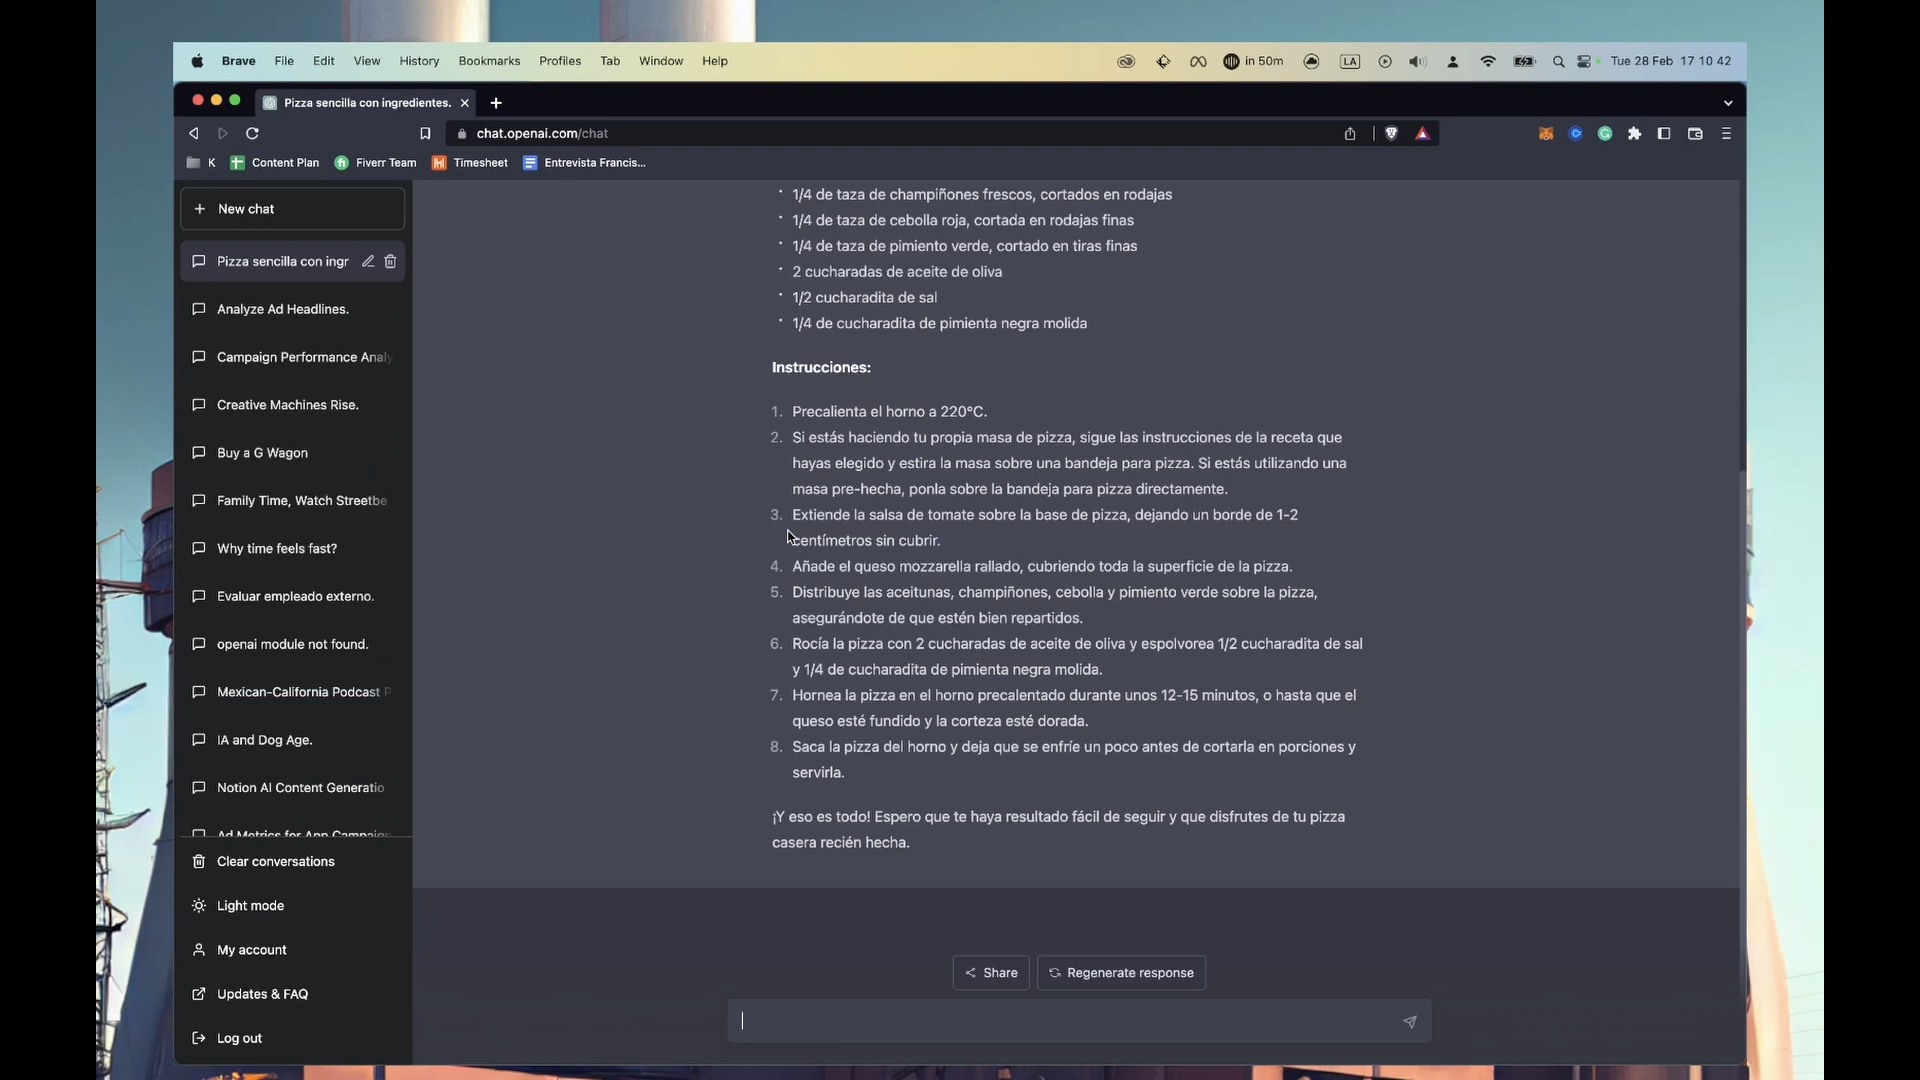 Brave File Edit View History Bookmarks Profiles Tab Window Help in 50m LA Tue 28 Feb 17 10 42
Pizza sencilla con ingredientes.
chat.openai.com/chat
K Content Plan Fiverr Team Timesheet Entrevista Francis...
New chat
Pizza sencilla con ingr
Analyze Ad Headlines.
Campaign Performance Analy
Creative Machines Rise.
Buy a G Wagon
Family Time, Watch Streetbe
Why time feels fast?
Evaluar empleado externo.
openai module not found.
Mexican-California Podcast P
IA and Dog Age.
Notion AI Content Generatio
Ad Metrics for App Campaign
Clear conversations
Light mode
My account
Updates & FAQ
Log out
1/4 de taza de champiñones frescos, cortados en rodajas
1/4 de taza de cebolla roja, cortada en rodajas finas
1/4 de taza de pimiento verde, cortado en tiras finas
2 cucharadas de aceite de oliva
1/2 cucharadita de sal
1/4 de cucharadita de pimienta negra molida
Instrucciones:
1. Precalienta el horno a 220°C.
2. Si estás haciendo tu propia masa de pizza, sigue las instrucciones de la receta que
hayas elegido y estira la masa sobre una bandeja para pizza. Si estás utilizando una
masa pre-hecha, ponla sobre la bandeja para pizza directamente.
3. Extiende la salsa de tomate sobre la base de pizza, dejando un borde de 1-2
centímetros sin cubrir.
4. Añade el queso mozzarella rallado, cubriendo toda la superficie de la pizza.
5. Distribuye las aceitunas, champiñones, cebolla y pimiento verde sobre la pizza,
asegurándote de que estén bien repartidos.
6. Rocía la pizza con 2 cucharadas de aceite de oliva y espolvorea 1/2 cucharadita de sal
y 1/4 de cucharadita de pimienta negra molida.
7. Hornea la pizza en el horno precalentado durante unos 12-15 minutos, o hasta que el
queso esté fundido y la corteza esté dorada.
8. Saca la pizza del horno y deja que se enfríe un poco antes de cortarla en porciones y
servirla.
¡Y eso es todo! Espero que te haya resultado fácil de seguir y que disfrutes de tu pizza
casera recién hecha.
Share
Regenerate response